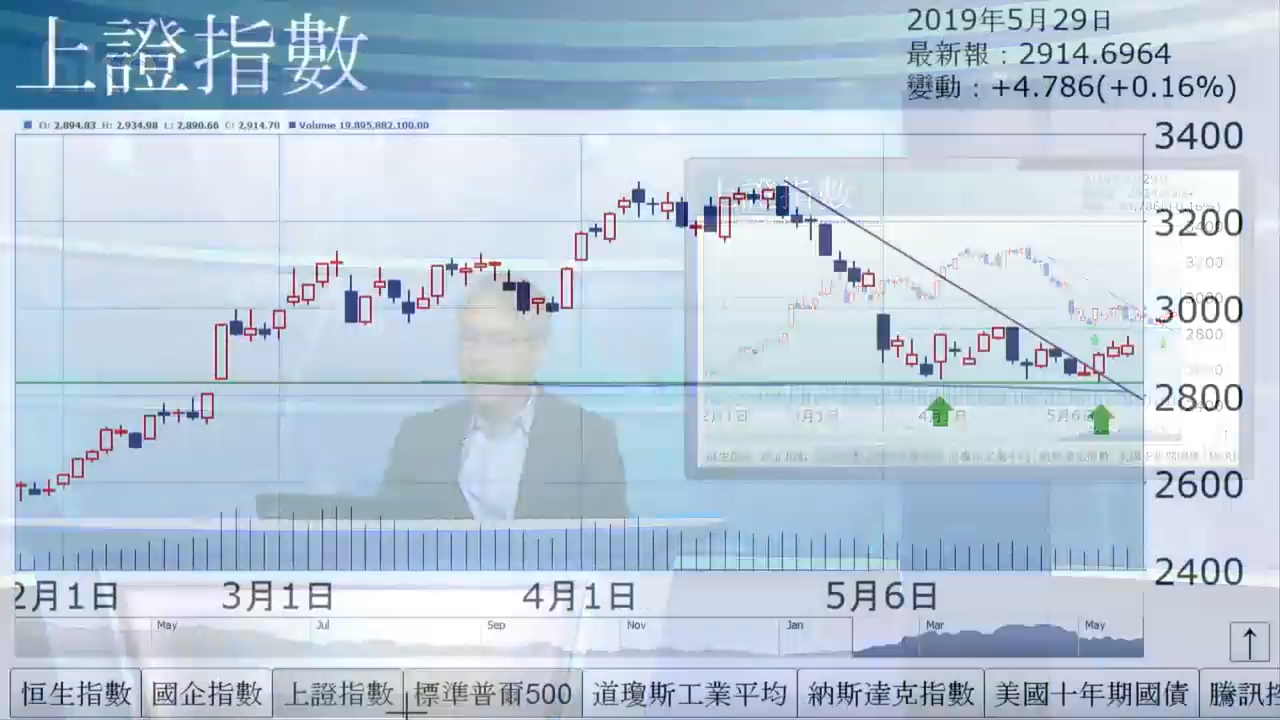 上證指數
2019年5月29日
最新報：2914.6964
變動：+4.786(+0.16%)
O: 2,894.83 H: 2,934.98 L: 2,890.66 C: 2,914.70 Volume 19,895,882,100.00
3400
3200
3000
2800
2600
2400
2月1日 3月1日 4月1日 5月6日
May Jul Sep Nov Jan Mar May
↑
恒生指數 國企指數 上證指數 標準普爾500 道瓊斯工業平均 納斯達克指數 美國十年期國債 騰訊控